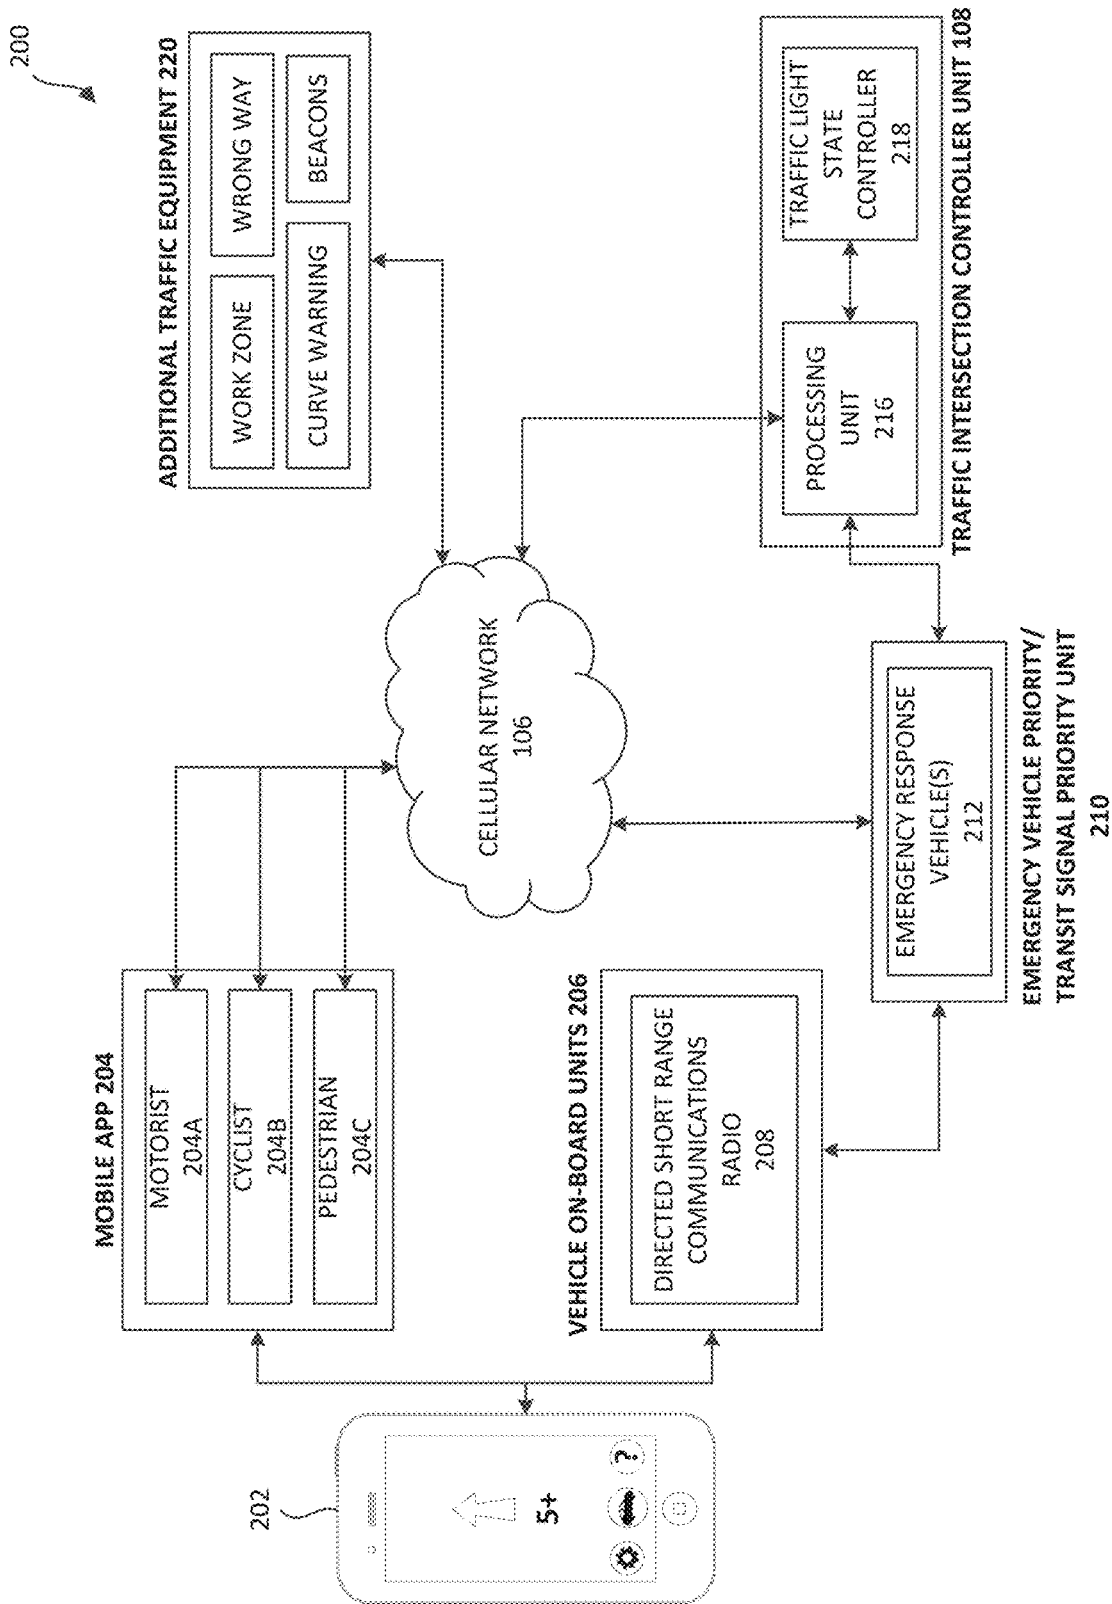 200
202
5+
?
MOBILE APP 204
MOTORIST
204A
CYCLIST
204B
PEDESTRIAN
204C
VEHICLE ON-BOARD UNITS 206
DIRECTED SHORT RANGE
COMMUNICATIONS
RADIO
208
CELLULAR NETWORK
106
EMERGENCY RESPONSE
VEHICLE(S)
212
EMERGENCY VEHICLE PRIORITY/
TRANSIT SIGNAL PRIORITY UNIT
210
ADDITIONAL TRAFFIC EQUIPMENT 220
WORK ZONE
WRONG WAY
CURVE WARNING
BEACONS
PROCESSING
UNIT
216
TRAFFIC LIGHT
STATE
CONTROLLER
218
TRAFFIC INTERSECTION CONTROLLER UNIT 108